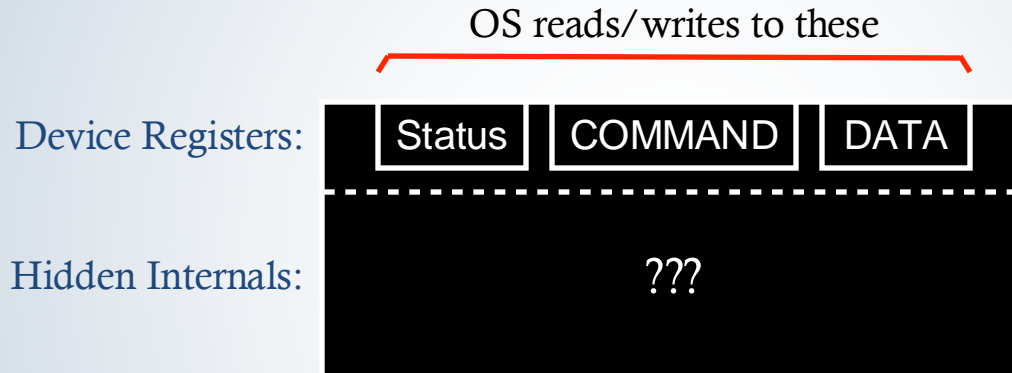 OS reads/writes to these
Device Registers: Status COMMAND DATA
Hidden Internals: ???